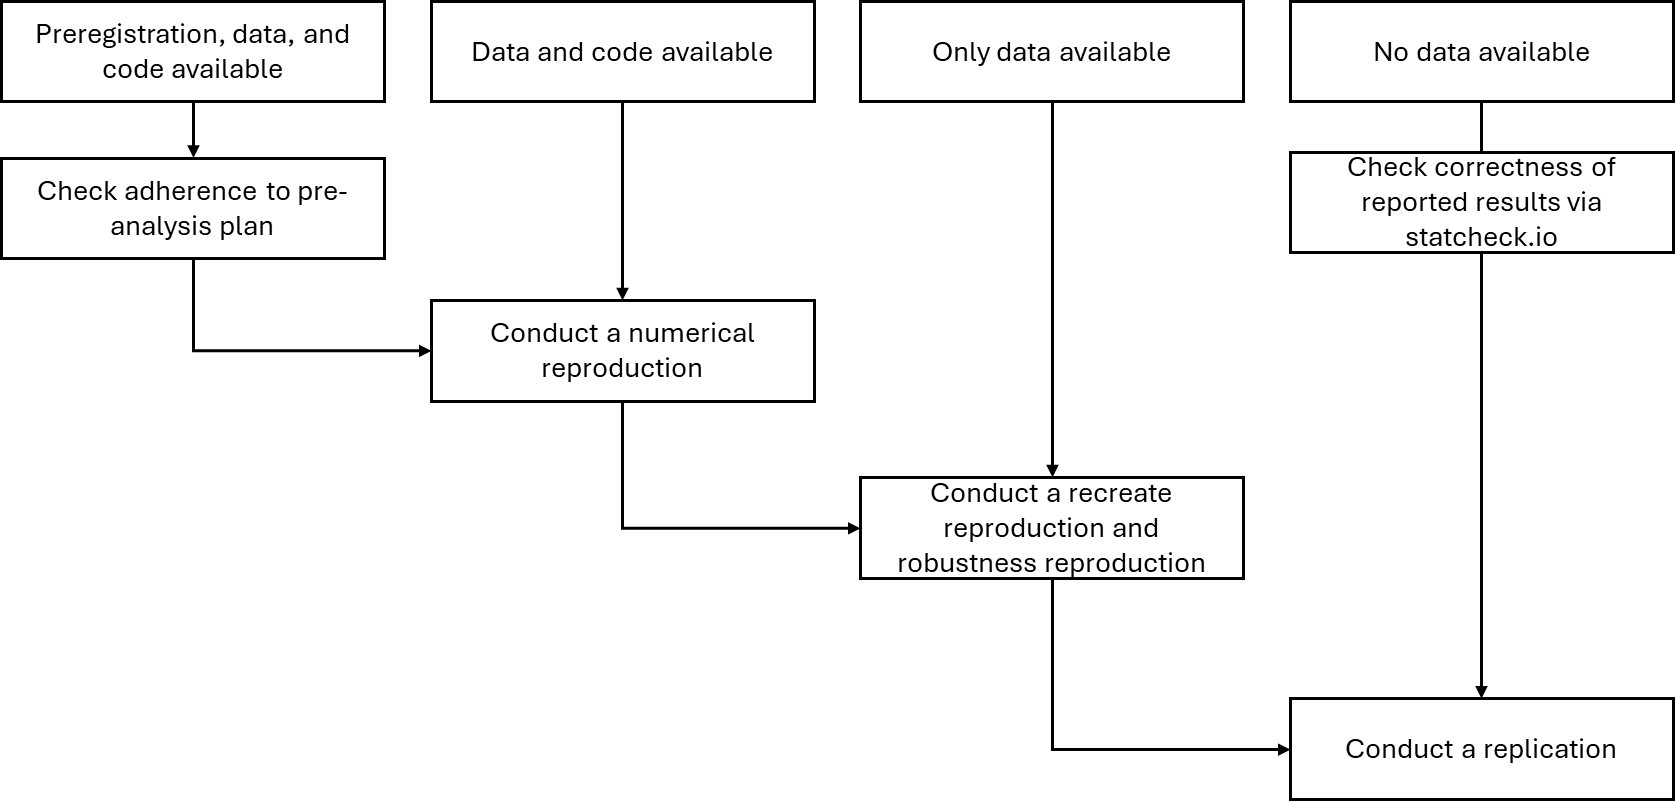 Preregistration, data, and
code available
Data and code available
Only data available
No data available
Check adherence to pre-
analysis plan
Check correctness of
reported results via
statcheck.io
Conduct a numerical
reproduction
Conduct a recreate
reproduction and
robustness reproduction
Conduct a replication